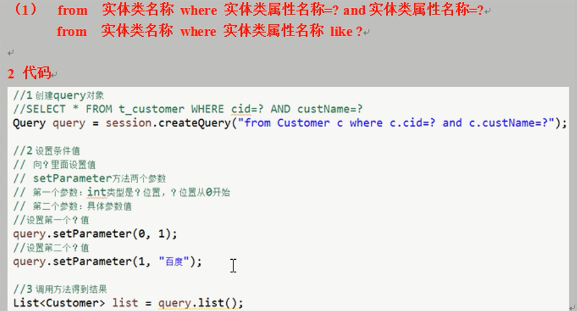 （1） from 实体类名称 where 实体类属性名称=? and实体类属性名称=?
from 实体类名称 where 实体类属性名称 like ?
2 代码
//1 创建query对象
//SELECT * FROM t_customer WHERE cid=? AND custName=?
Query query = session.createQuery("from Customer c where c.cid=? and c.custName=?");
//2 设置条件值
// 向?里面设置值
// setParameter方法两个参数
// 第一个参数：int类型是?位置，?位置从0开始
// 第二个参数：具体参数值
//设置第一个?值
query.setParameter(0, 1);
//设置第二个?值
query.setParameter(1, "百度");
//3 调用方法得到结果
List<Customer> list = query.list();